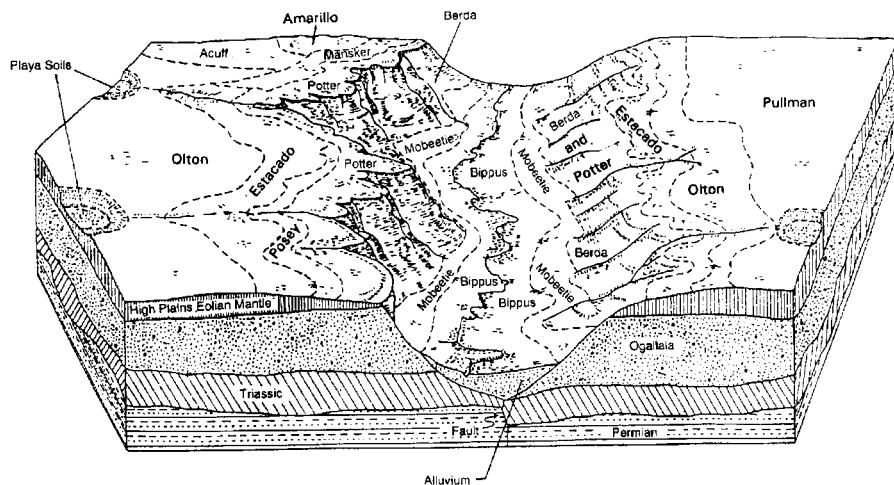 Amarillo
Berda
Acuff
Mansker
Playa Soils
Potter
Pullman
Berda
Estacado
and
Mobeetie
Olton
Estacado
Potter
Bippus
Mobeetie
Potter
Olton
Posey
Berda
Mobeetie
Bippus
Mobeetie
Bippus
High Plains Eolian Mantle
Ogallala
Triassic
Fault
Permian
Alluvium